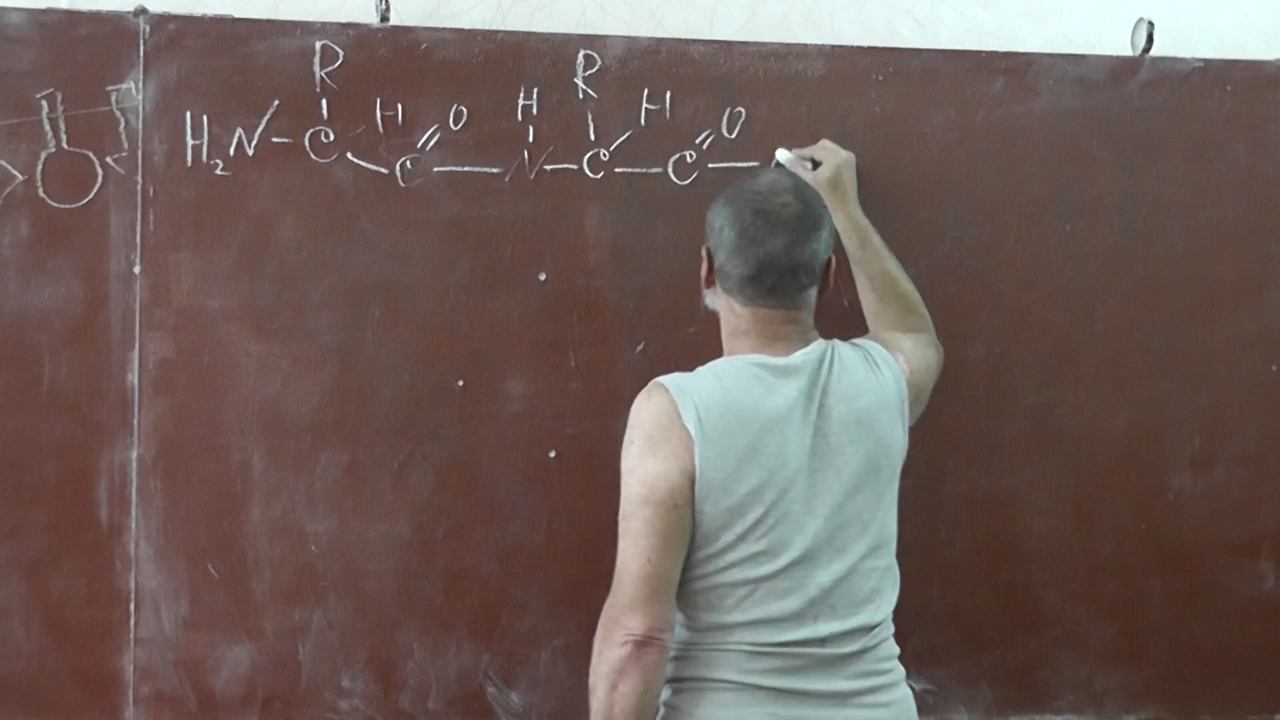 R H O H R H O
H₂N - C - C - N - C - C -